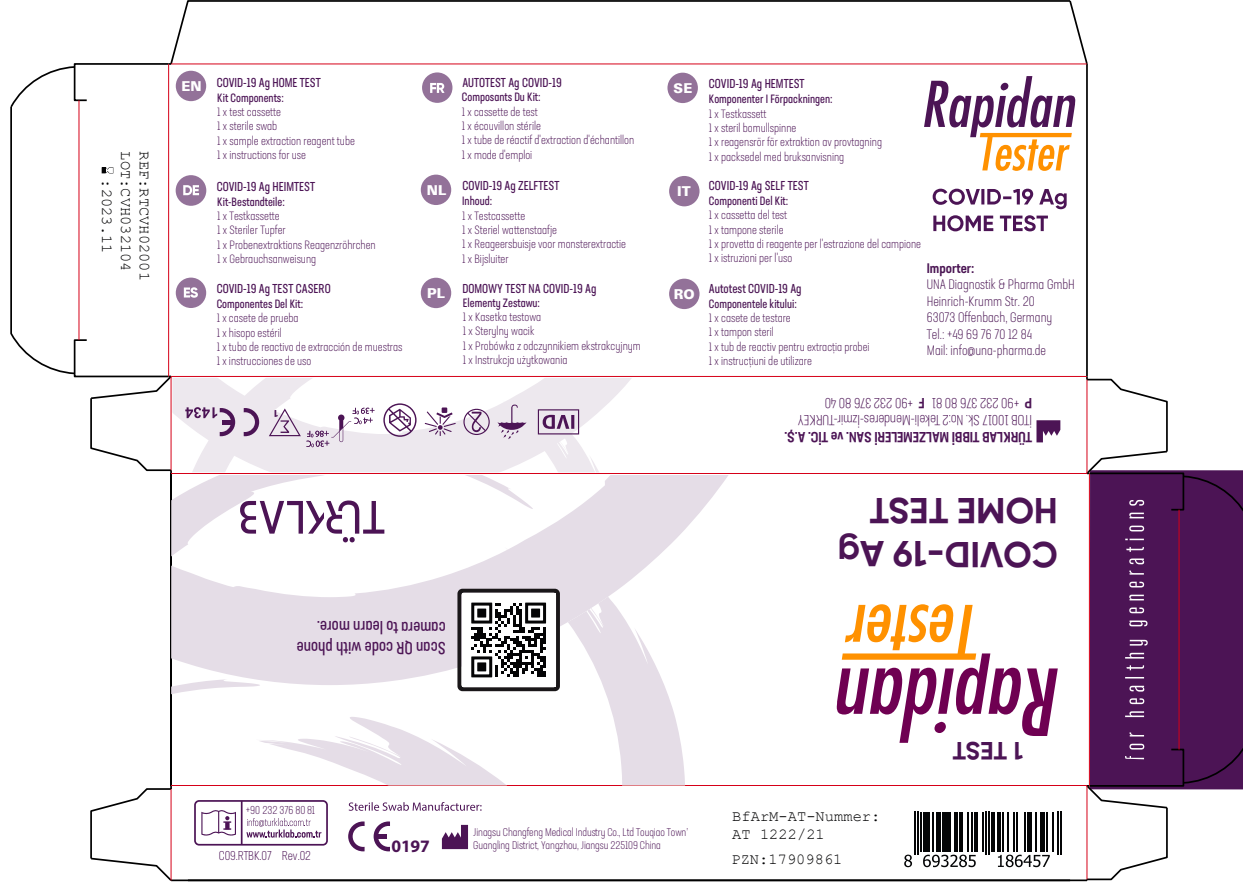 REF:RTCVH02001
LOT:CVH032104
:2023.11
EN
COVID-19 Ag HOME TEST
Kit Components:
1 x test cassette
1 x sterile swab
1 x sample extraction reagent tube
1 x instructions for use
FR
AUTOTEST Ag COVID-19
Composants Du Kit:
1 x cassette de test
1 x écouvillon stérile
1 x tube de réactif d'extraction d'échantillon
1 x mode d'emploi
SE
COVID-19 Ag HEMTEST
Komponenter I Förpackningen:
1 x Testkassett
1 x steril bomullspinne
1 x reagensrör för extraktion av provtagning
1 x packsedel med bruksanvisning
DE
COVID-19 Ag HEIMTEST
Kit-Bestandteile:
1 x Testkassette
1 x Steriler Tupfer
1 x Probenextraktions Reagenzröhrchen
1 x Gebrauchsanweisung
NL
COVID-19 Ag ZELFTEST
Inhoud:
1 x Testcassette
1 x Steriel wattenstaafje
1 x Reageersbuisje voor monsterextractie
1 x Bijsluiter
IT
COVID-19 Ag SELF TEST
Componenti Del Kit:
1 x cassetta del test
1 x tampone sterile
1 x provetta di reagente per l'estrazione del campione
1 x istruzioni per l'uso
ES
COVID-19 Ag TEST CASERO
Componentes Del Kit:
1 x casete de prueba
1 x hisopo estéril
1 x tubo de reactivo de extracción de muestras
1 x instrucciones de uso
PL
DOMOWY TEST NA COVID-19 Ag
Elementy Zestawu:
1 x Kasetka testowa
1 x Sterylny wacik
1 x Probówka z odczynnikiem ekstrakcyjnym
1 x Instrukcja użytkowania
RO
Autotest COVID-19 Ag
Componentele kitului:
1 x casete de testare
1 x tampon steril
1 x tub de reactiv pentru extracția probei
1 x instrucțiuni de utilizare
Rapidan
Tester
COVID-19 Ag
HOME TEST
Importer:
UNA Diagnostik & Pharma GmbH
Heinrich-Krumm Str. 20
63073 Offenbach, Germany
Tel.: +49 69 76 70 12 84
Mail: info@una-pharma.de
TÜRKLAB TIBBİ MALZEMELERİ SAN. ve TİC. A.Ş.
İTOB 10017 Sk. No:2 Tekeli-Menderes-İzmir-TURKEY
P +90 232 376 80 81 F +90 232 376 80 40
IVD
2
+4°C
+39°F
+30°C
+86°F
Σ 1
CE 1434
1 TEST
Rapidan
Tester
COVID-19 Ag
HOME TEST
Scan QR code with phone
camera to learn more.
TÜRKLAB
for healthy generations
i
+90 232 376 80 81
info@turklab.com.tr
www.turklab.com.tr
C09.RTBK.07 Rev.02
Sterile Swab Manufacturer:
CE 0197
Jinagsu Changfeng Medical Industry Co., Ltd Touqiao Town'
Guangling District, Yangzhou, Jiangsu 225109 China
BfArM-AT-Nummer:
AT 1222/21
PZN:17909861
8 693285 186457